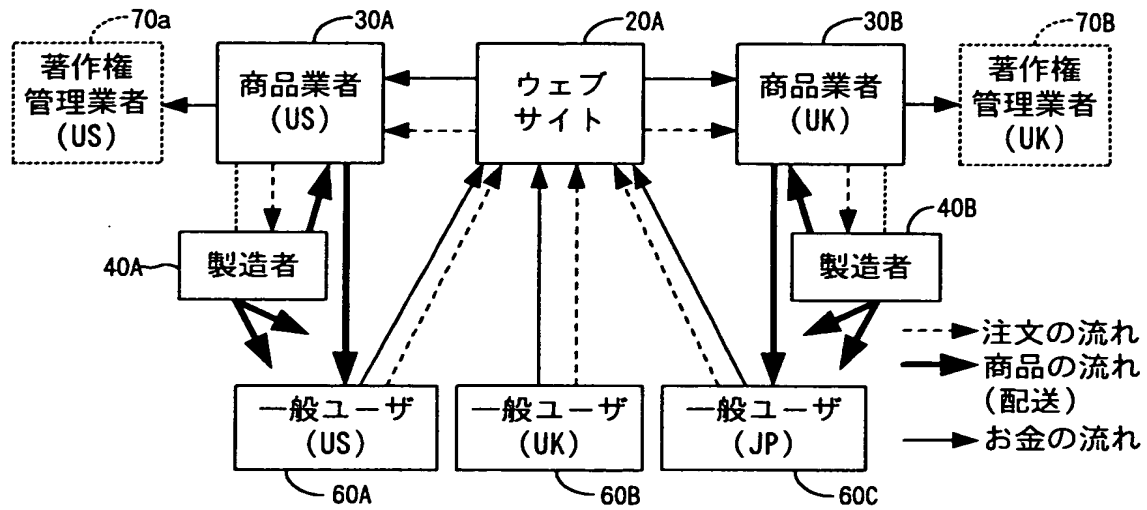 70a
30A
20A
30B
70B
著作権
管理業者
(US)
商品業者
(US)
ウェブ
サイト
商品業者
(UK)
著作権
管理業者
(UK)
40A
製造者
40B
製造者
注文の流れ
商品の流れ
(配送)
お金の流れ
一般ユーザ
(US)
一般ユーザ
(UK)
一般ユーザ
(JP)
60A
60B
60C